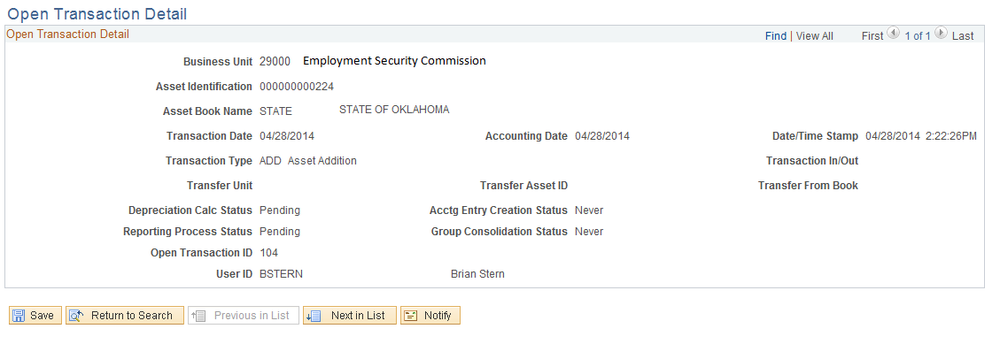 Open Transaction Detail
Open Transaction Detail Find | View All First 1 of 1 Last
Business Unit 29000 Employment Security Commission
Asset Identification 000000000224
Asset Book Name STATE STATE OF OKLAHOMA
Transaction Date 04/28/2014 Accounting Date 04/28/2014 Date/Time Stamp 04/28/2014 2:22:26PM
Transaction Type ADD Asset Addition Transaction In/Out
Transfer Unit Transfer Asset ID Transfer From Book
Depreciation Calc Status Pending Acctg Entry Creation Status Never
Reporting Process Status Pending Group Consolidation Status Never
Open Transaction ID 104
User ID BSTERN Brian Stern
Save Return to Search Previous in List Next in List Notify